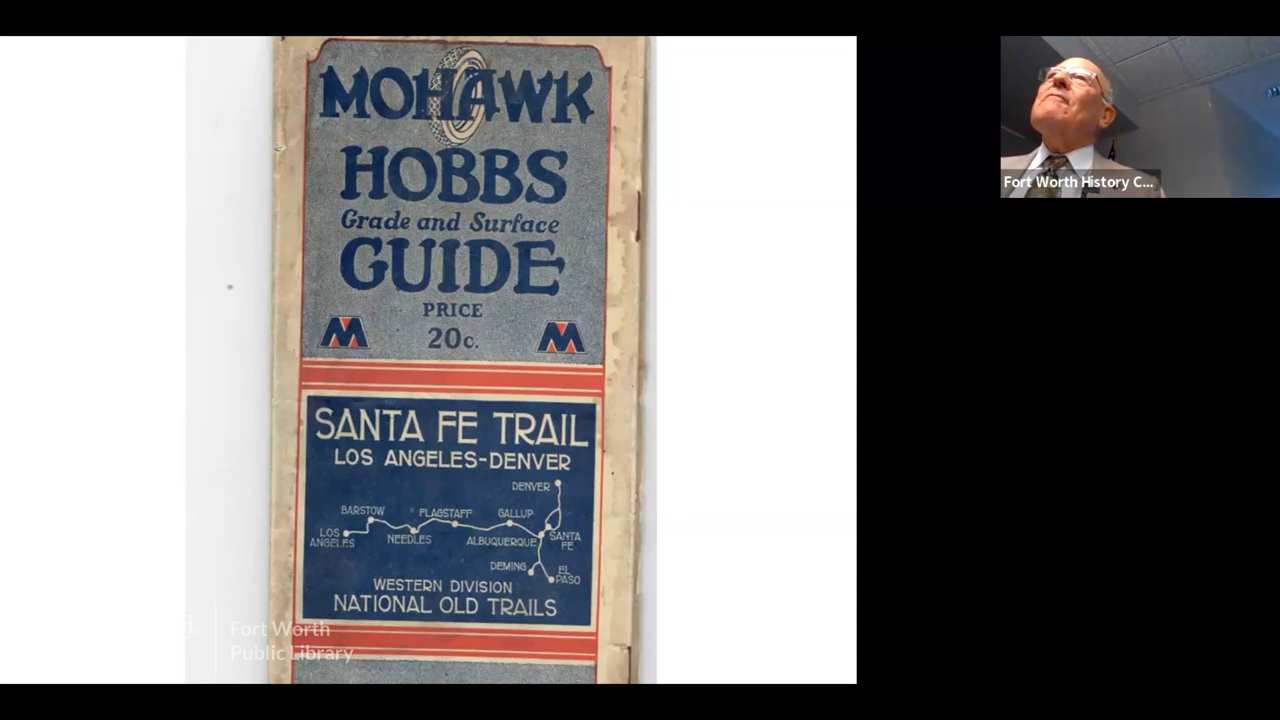 MOHAWK
HOBBS
Grade and Surface
GUIDE
PRICE
20c.
M M
SANTA FE TRAIL
LOS ANGELES-DENVER
DENVER
BARSTOW FLAGSTAFF GALLUP
LOS ANGELES
NEEDLES
ALBUQUERQUE
SANTA FE
DEMING
EL PASO
WESTERN DIVISION
NATIONAL OLD TRAILS
Fort Worth
Public Library
Fort Worth History C...